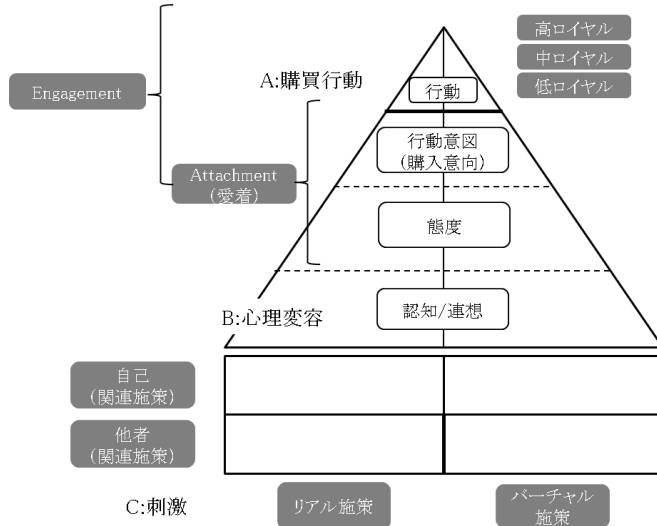 高ロイヤル
中ロイヤル
低ロイヤル
Engagement
A:購買行動
行動
行動意図
(購入意向)
Attachment
(愛着)
態度
B:心理変容
認知/連想
自己
(関連施策)
他者
(関連施策)
C:刺激
リアル施策
バーチャル
施策